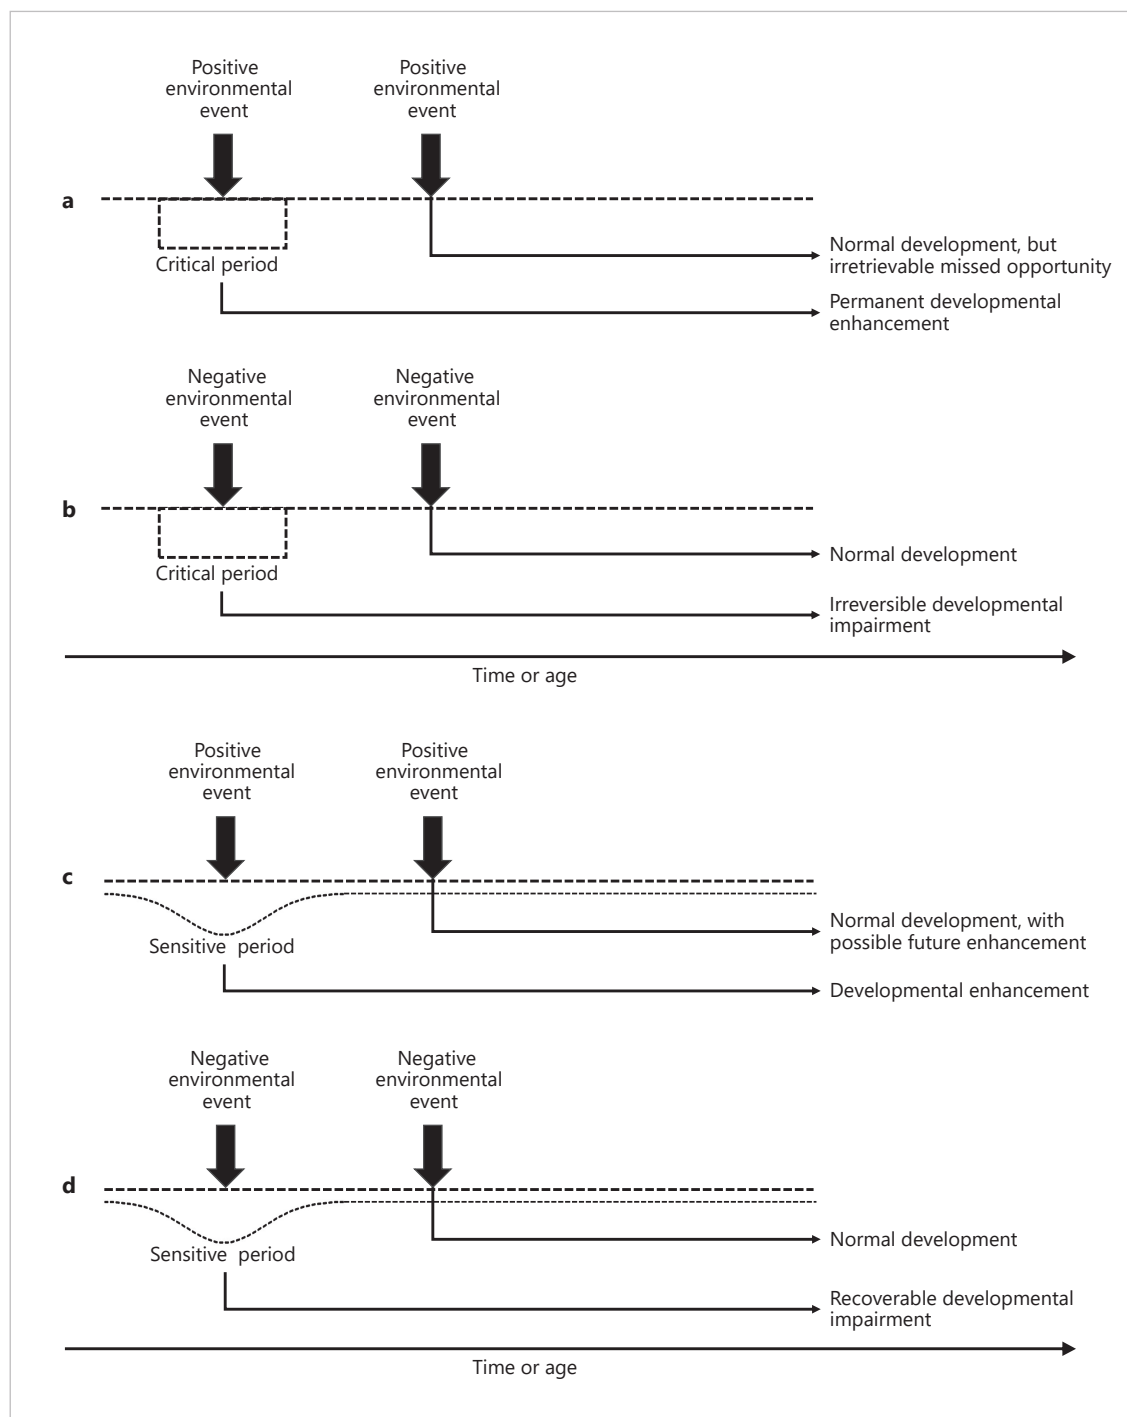 Positive
environmental
event
Positive
environmental
event
a
Critical period
Normal development, but
irretrievable missed opportunity
Permanent developmental
enhancement
Negative
environmental
event
Negative
environmental
event
b
Critical period
Normal development
Irreversible developmental
impairment
Time or age
Positive
environmental
event
Positive
environmental
event
c
Sensitive period
Normal development, with
possible future enhancement
Developmental enhancement
Negative
environmental
event
Negative
environmental
event
d
Sensitive period
Normal development
Recoverable developmental
impairment
Time or age